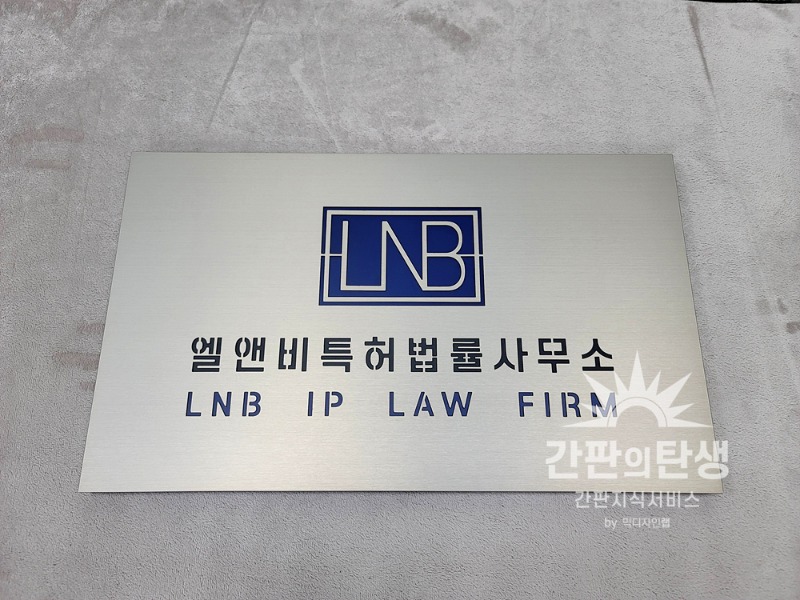 LNB
엘앤비특허법률사무소
LNB IP LAW FIRM
간판의탄생
간판지식서비스
by 믹디자인랩